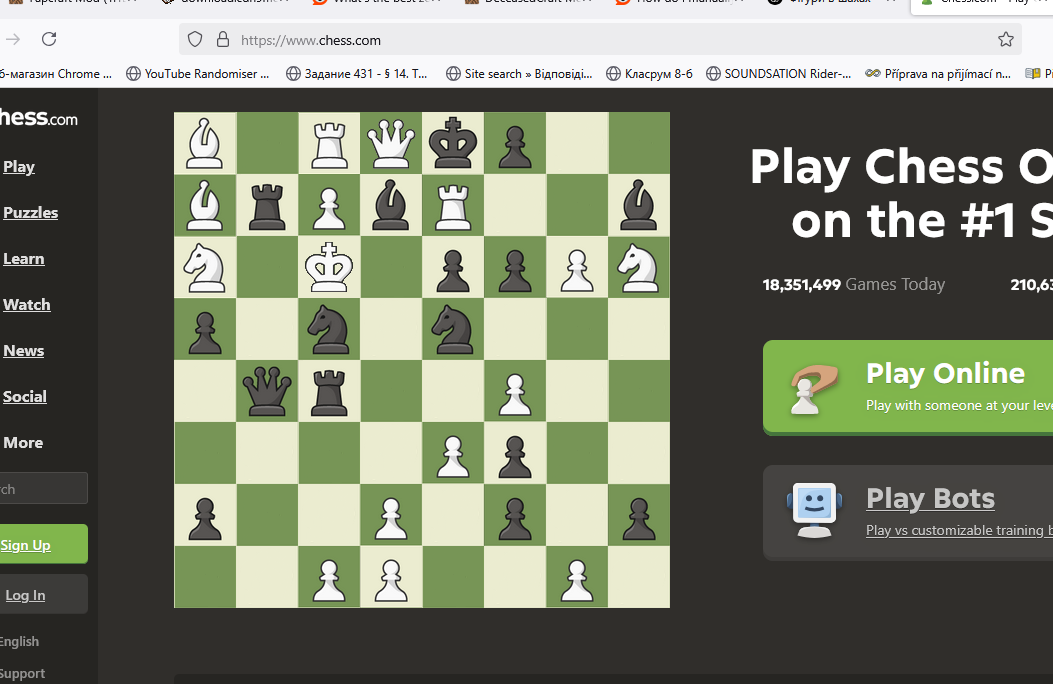 https://www.chess.com
б-магазин Chrome ... YouTube Randomiser ... Задание 431 - § 14. Т... Site search » Відповіді... Класрум 8-6 SOUNDSATION Rider-... Příprava na přijímací n...
hess.com
Play
Puzzles
Learn
Watch
News
Social
More
rch
Sign Up
Log In
English
Support
Play Chess O
on the #1 S
18,351,499 Games Today 210,63
Play Online
Play with someone at your leve
Play Bots
Play vs customizable training b